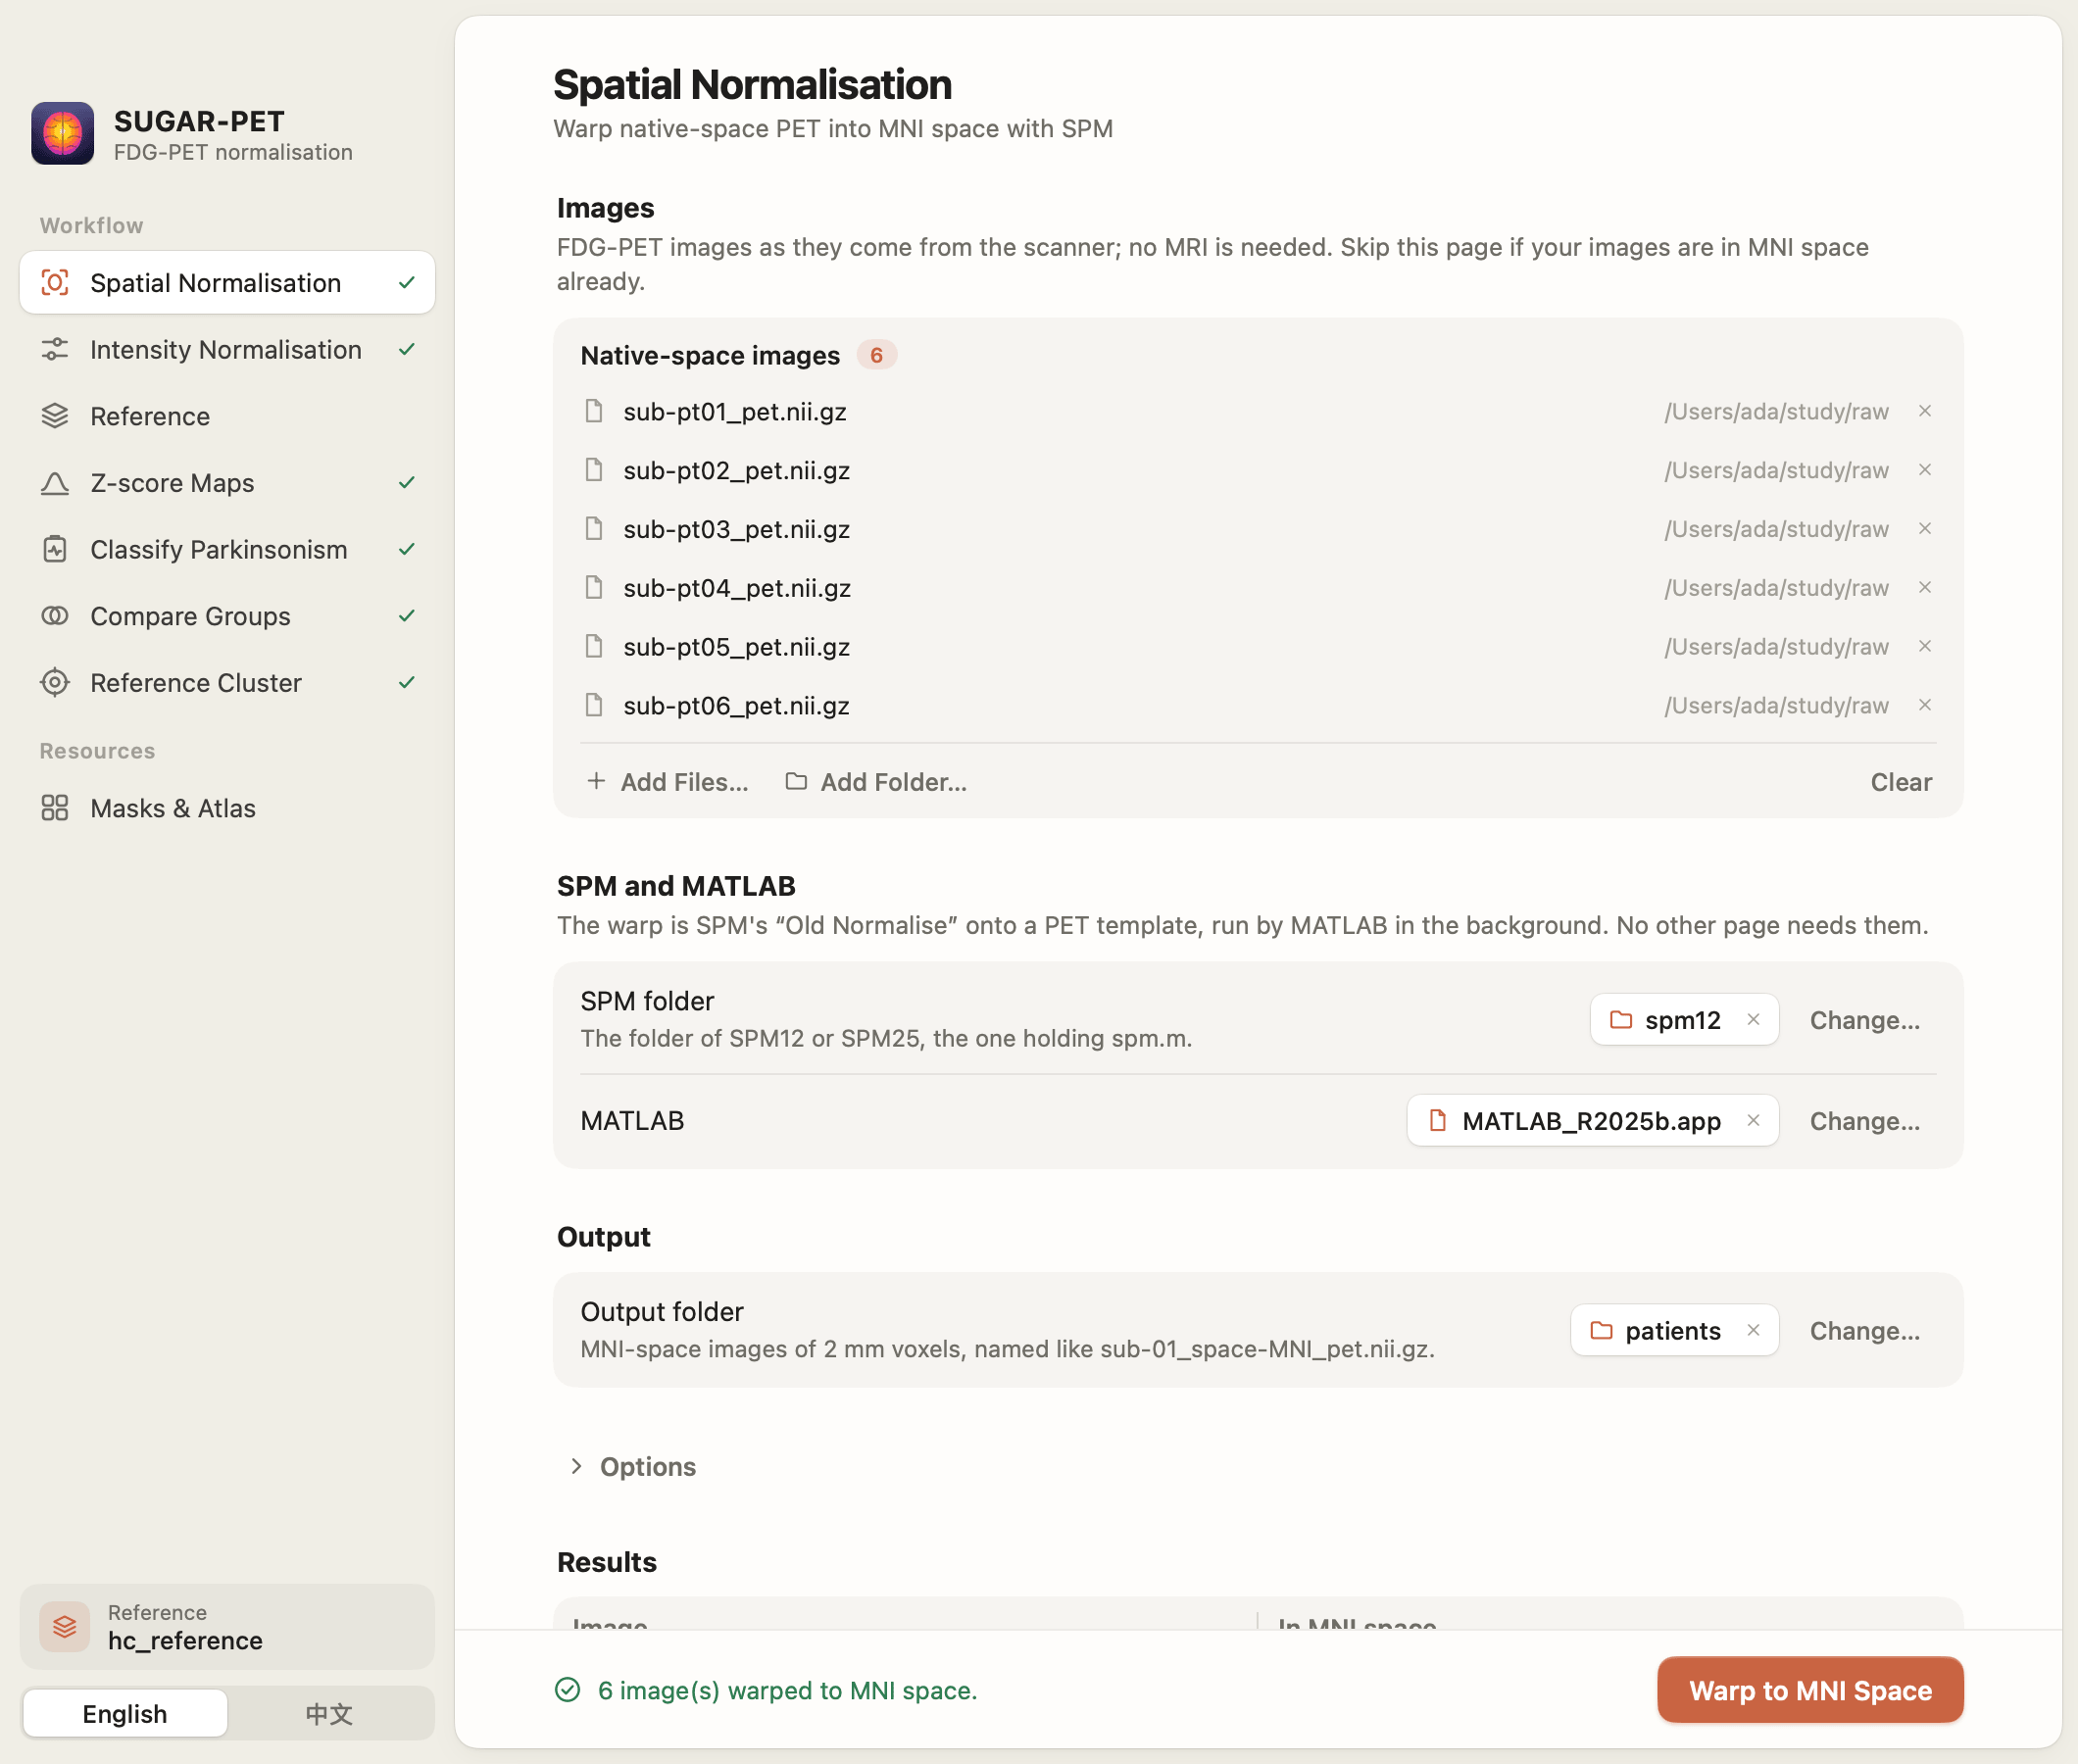 SUGAR-PET
FDG-PET normalisation
Workflow
Spatial Normalisation
Intensity Normalisation
Reference
Z-score Maps
Classify Parkinsonism
Compare Groups
Reference Cluster
Resources
Masks & Atlas
Reference
hc_reference
English
中文
Spatial Normalisation
Warp native-space PET into MNI space with SPM
Images
FDG-PET images as they come from the scanner; no MRI is needed. Skip this page if your images are in MNI space
already.
Native-space images 6
sub-pt01_pet.nii.gz /Users/ada/study/raw
sub-pt02_pet.nii.gz /Users/ada/study/raw
sub-pt03_pet.nii.gz /Users/ada/study/raw
sub-pt04_pet.nii.gz /Users/ada/study/raw
sub-pt05_pet.nii.gz /Users/ada/study/raw
sub-pt06_pet.nii.gz /Users/ada/study/raw
Add Files... Add Folder... Clear
SPM and MATLAB
The warp is SPM's “Old Normalise” onto a PET template, run by MATLAB in the background. No other page needs them.
SPM folder
The folder of SPM12 or SPM25, the one holding spm.m.
spm12 Change...
MATLAB MATLAB_R2025b.app Change...
Output
Output folder
MNI-space images of 2 mm voxels, named like sub-01_space-MNI_pet.nii.gz.
patients Change...
Options
Results
Image In MNI space
6 image(s) warped to MNI space.
Warp to MNI Space